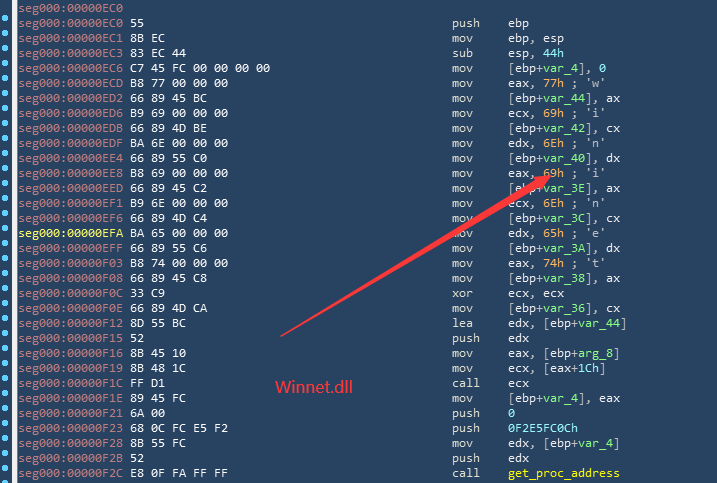 seg000:00000EC0
seg000:00000EC0 55 push ebp
seg000:00000EC1 8B EC mov ebp, esp
seg000:00000EC3 83 EC 44 sub esp, 44h
seg000:00000EC6 C7 45 FC 00 00 00 00 mov [ebp+var_4], 0
seg000:00000ECD B8 77 00 00 00 mov eax, 77h ; 'w'
seg000:00000ED2 66 89 45 BC mov [ebp+var_44], ax
seg000:00000ED6 B9 69 00 00 00 mov ecx, 69h ; 'i'
seg000:00000EDB 66 89 4D BE mov [ebp+var_42], cx
seg000:00000EDF BA 6E 00 00 00 mov edx, 6Eh ; 'n'
seg000:00000EE4 66 89 55 C0 mov [ebp+var_40], dx
seg000:00000EE8 B8 69 00 00 00 mov eax, 69h ; 'i'
seg000:00000EED 66 89 45 C2 mov [ebp+var_3E], ax
seg000:00000EF1 B9 6E 00 00 00 mov ecx, 6Eh ; 'n'
seg000:00000EF6 66 89 4D C4 mov [ebp+var_3C], cx
seg000:00000EFA BA 65 00 00 00 mov edx, 65h ; 'e'
seg000:00000EFF 66 89 55 C6 mov [ebp+var_3A], dx
seg000:00000F03 B8 74 00 00 00 mov eax, 74h ; 't'
seg000:00000F08 66 89 45 C8 mov [ebp+var_38], ax
seg000:00000F0C 33 C9 xor ecx, ecx
seg000:00000F0E 66 89 4D CA mov [ebp+var_36], cx
seg000:00000F12 8D 55 BC lea edx, [ebp+var_44]
seg000:00000F15 52 push edx
seg000:00000F16 8B 45 10 mov eax, [ebp+arg_8]
seg000:00000F19 8B 48 1C mov ecx, [eax+1Ch]
seg000:00000F1C FF D1 call ecx
seg000:00000F1E 89 45 FC mov [ebp+var_4], eax
seg000:00000F21 6A 00 push 0
seg000:00000F23 68 0C FC E5 F2 push 0F2E5FC0Ch
seg000:00000F28 8B 55 FC mov edx, [ebp+var_4]
seg000:00000F2B 52 push edx
seg000:00000F2C E8 0F FA FF FF call get_proc_address
Winnet.dll